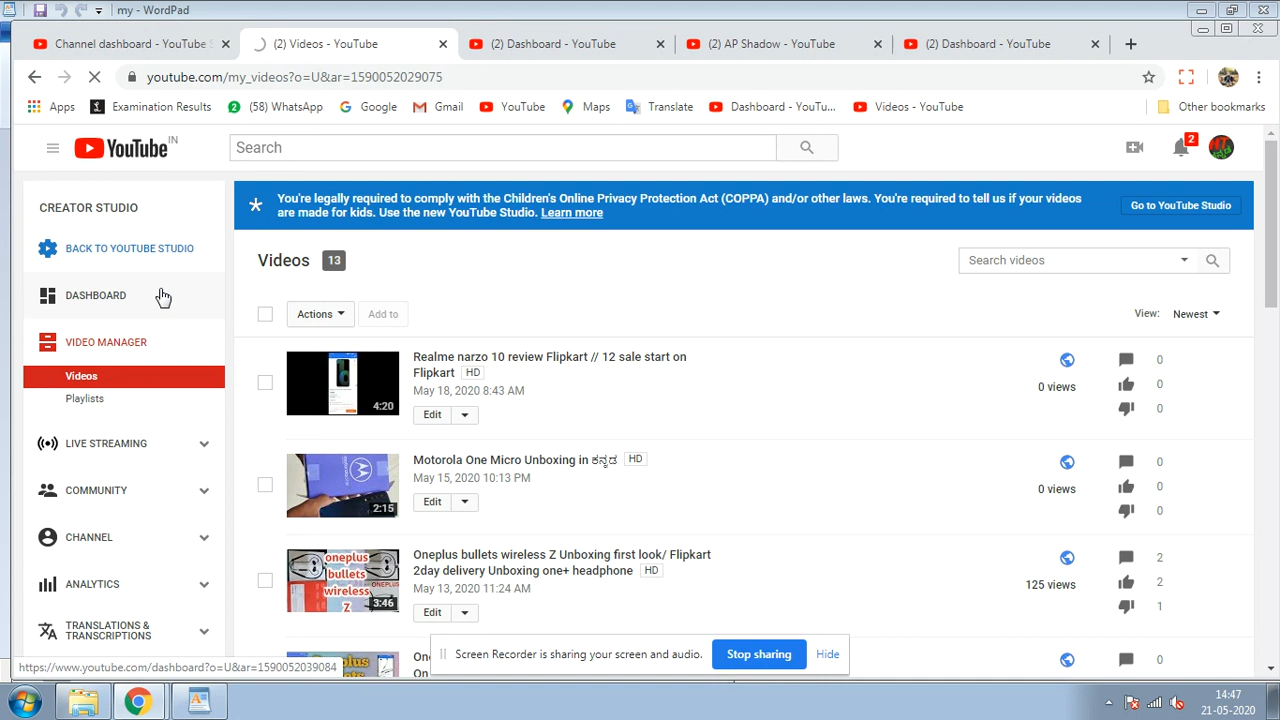 my - WordPad
Channel dashboard - YouTube S
(2) Videos - YouTube
(2) Dashboard - YouTube
(2) AP Shadow - YouTube
(2) Dashboard - YouTube
youtube.com/my_videos?o=U&ar=1590052029075
Apps
Examination Results
(58) WhatsApp
Google
Gmail
YouTube
Maps
Translate
Dashboard - YouTu...
Videos - YouTube
Other bookmarks
YouTube IN
Search
2
CREATOR STUDIO
BACK TO YOUTUBE STUDIO
DASHBOARD
VIDEO MANAGER
Videos
Playlists
LIVE STREAMING
COMMUNITY
CHANNEL
ANALYTICS
TRANSLATIONS &
TRANSCRIPTIONS
You're legally required to comply with the Children's Online Privacy Protection Act (COPPA) and/or other laws. You're required to tell us if your videos
are made for kids. Use the new YouTube Studio. Learn more
Go to YouTube Studio
Videos 13
Search videos
Actions
Add to
View: Newest
4:20
Realme narzo 10 review Flipkart // 12 sale start on
Flipkart HD
May 18, 2020 8:43 AM
Edit
0 views
0
0
0
2:15
Motorola One Micro Unboxing in ಕನ್ನಡ HD
May 15, 2020 10:13 PM
Edit
0 views
0
0
0
oneplus
bullets
wireless
Z
ONEPLUS
3:46
Oneplus bullets wireless Z Unboxing first look/ Flipkart
2day delivery Unboxing one+ headphone HD
May 13, 2020 11:24 AM
Edit
125 views
2
2
1
0
Screen Recorder is sharing your screen and audio.
Stop sharing
Hide
https://www.youtube.com/dashboard?o=U&ar=1590052039084
14:47
21-05-2020